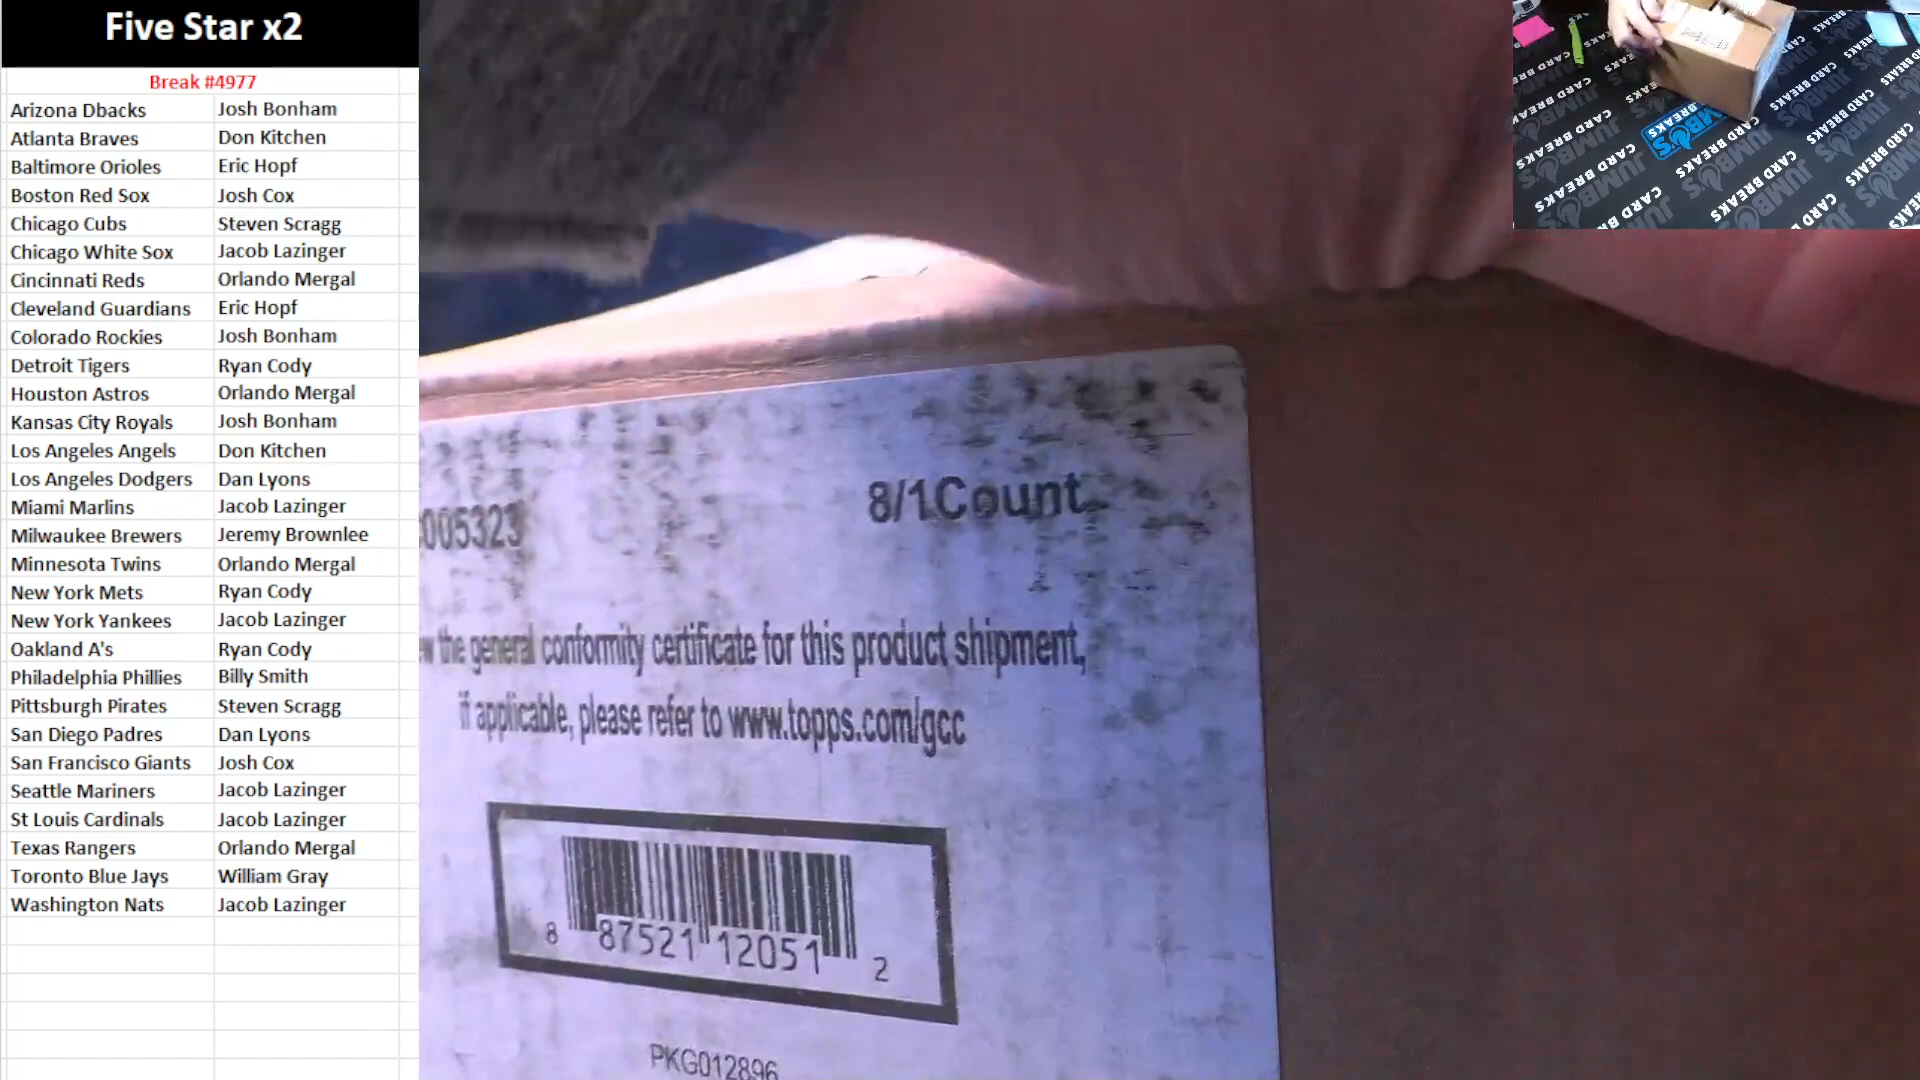 Five Star x2
Break #4977
Arizona Dbacks Josh Bonham
Atlanta Braves Don Kitchen
Baltimore Orioles Eric Hopf
Boston Red Sox Josh Cox
Chicago Cubs Steven Scragg
Chicago White Sox Jacob Lazinger
Cincinnati Reds Orlando Mergal
Cleveland Guardians Eric Hopf
Colorado Rockies Josh Bonham
Detroit Tigers Ryan Cody
Houston Astros Orlando Mergal
Kansas City Royals Josh Bonham
Los Angeles Angels Don Kitchen
Los Angeles Dodgers Dan Lyons
Miami Marlins Jacob Lazinger
Milwaukee Brewers Jeremy Brownlee
Minnesota Twins Orlando Mergal
New York Mets Ryan Cody
New York Yankees Jacob Lazinger
Oakland A's Ryan Cody
Philadelphia Phillies Billy Smith
Pittsburgh Pirates Steven Scragg
San Diego Padres Dan Lyons
San Francisco Giants Josh Cox
Seattle Mariners Jacob Lazinger
St Louis Cardinals Jacob Lazinger
Texas Rangers Orlando Mergal
Toronto Blue Jays William Gray
Washington Nats Jacob Lazinger
005323 8/1Count
the general conformity certificate for this product shipment,
if applicable, please refer to www.topps.com/gcc
8 87521 12051 2
PKG012896
JUMBO'S
CARD BREAKS